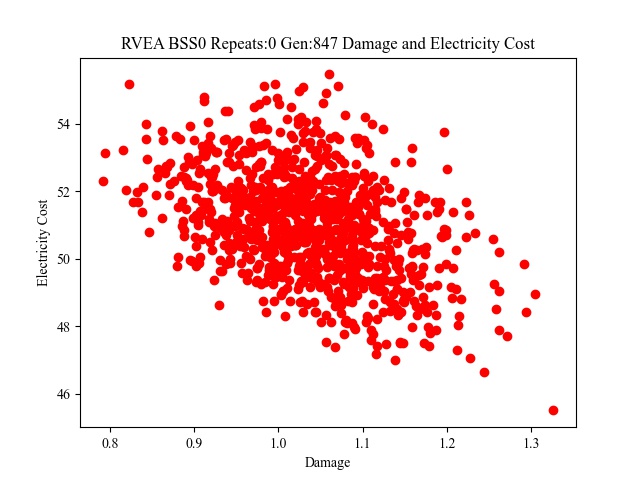 RVEA BSS0 Repeats:0 Gen:847 Damage and Electricity Cost
54
52
50
48
46
Electricity Cost
0.8 0.9 1.0 1.1 1.2 1.3
Damage